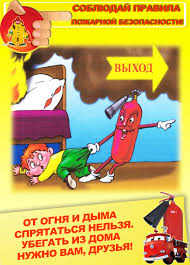 СОБЛЮДАЙ ПРАВИЛА
ПОЖАРНОЙ БЕЗОПАСНОСТИ!
ВЫХОД
ОТ ОГНЯ И ДЫМА
СПРЯТАТЬСЯ НЕЛЬЗЯ.
УБЕГАТЬ ИЗ ДОМА
НУЖНО ВАМ, ДРУЗЬЯ!